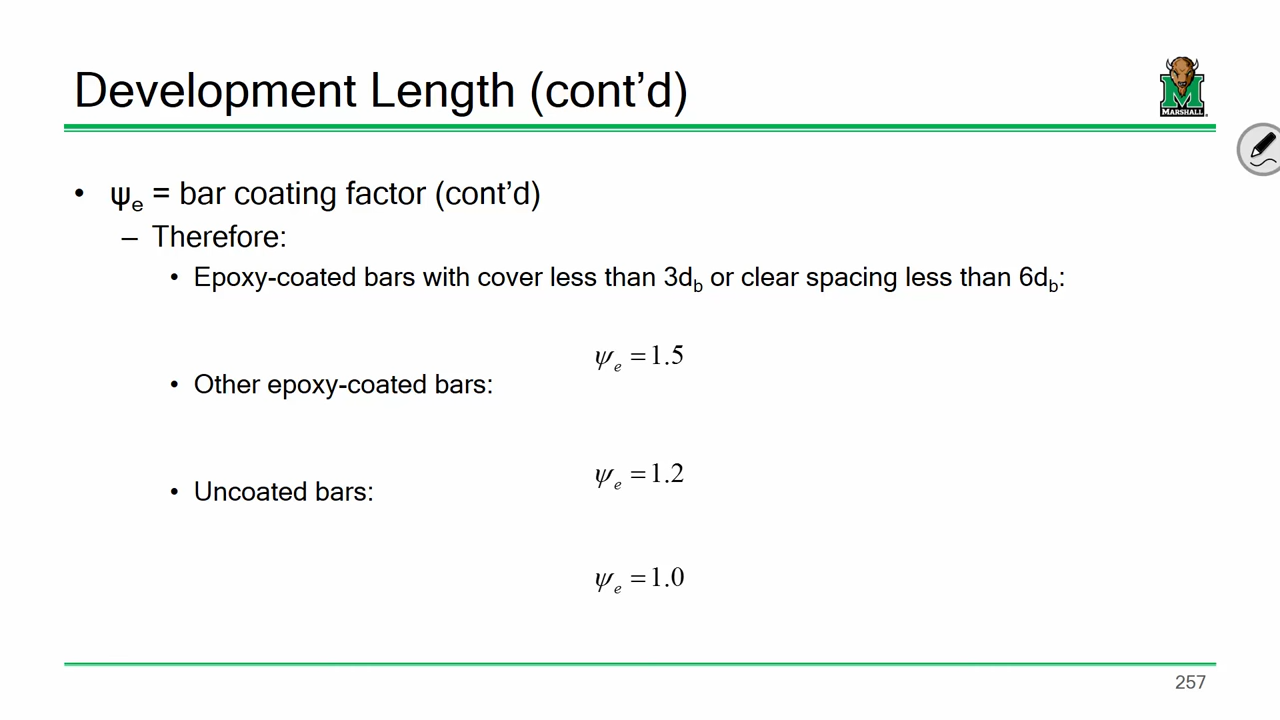 Development Length (cont’d)
MARSHALL
• ψe = bar coating factor (cont’d)
– Therefore:
• Epoxy-coated bars with cover less than 3db or clear spacing less than 6db:
ψe = 1.5
• Other epoxy-coated bars:
ψe = 1.2
• Uncoated bars:
ψe = 1.0
257